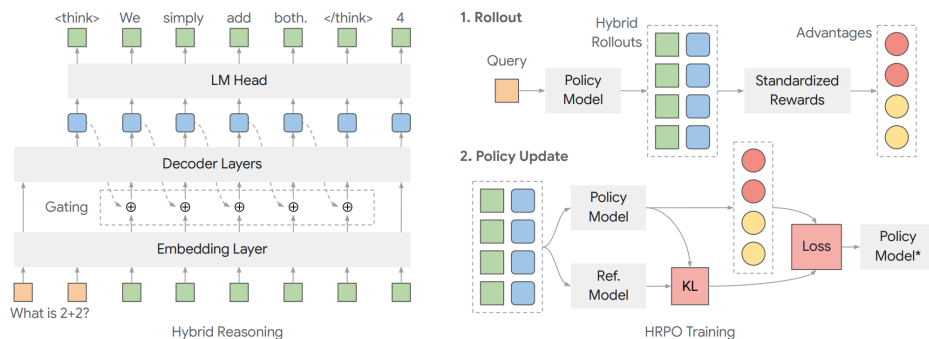 <think> We simply add both. </think> 4
LM Head
Decoder Layers
Gating
Embedding Layer
What is 2+2?
Hybrid Reasoning
1. Rollout
Hybrid
Rollouts
Advantages
Query
Policy
Model
Standardized
Rewards
2. Policy Update
Policy
Model
Ref.
Model
KL
Loss
Policy
Model*
HRPO Training